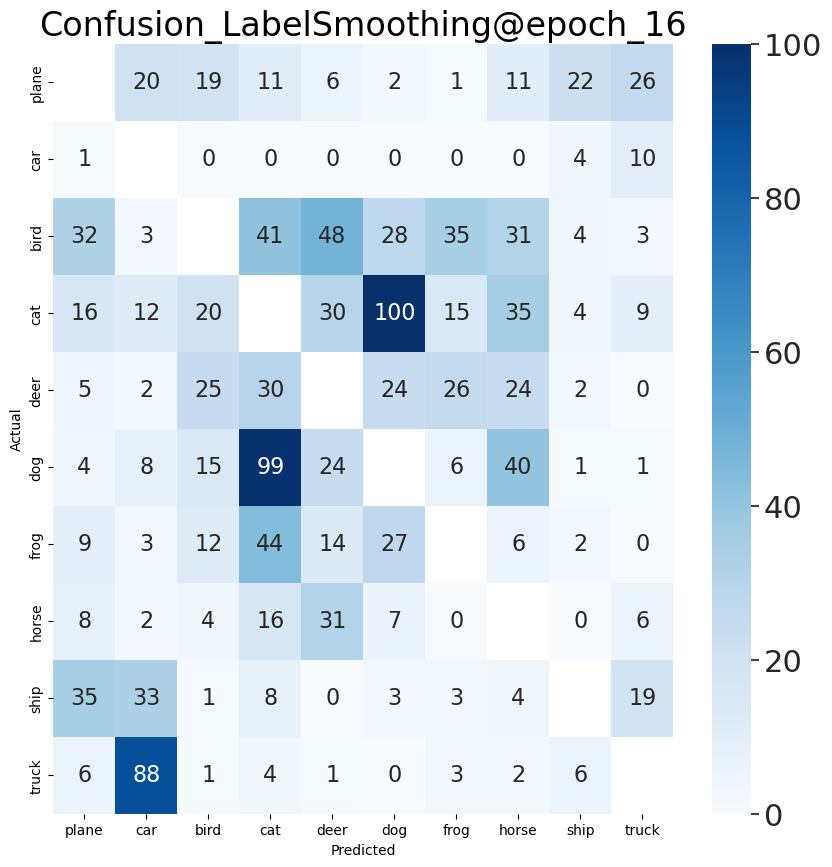 Confusion_LabelSmoothing@epoch_16
plane 20 19 11 6 2 1 11 22 26
car 1 0 0 0 0 0 0 4 10
bird 32 3 41 48 28 35 31 4 3
cat 16 12 20 30 100 15 35 4 9
deer 5 2 25 30 24 26 24 2 0
dog 4 8 15 99 24 6 40 1 1
frog 9 3 12 44 14 27 6 2 0
horse 8 2 4 16 31 7 0 0 6
ship 35 33 1 8 0 3 3 4 19
truck 6 88 1 4 1 0 3 2 6
plane car bird cat deer dog frog horse ship truck
Predicted
Actual
100
80
60
40
20
0